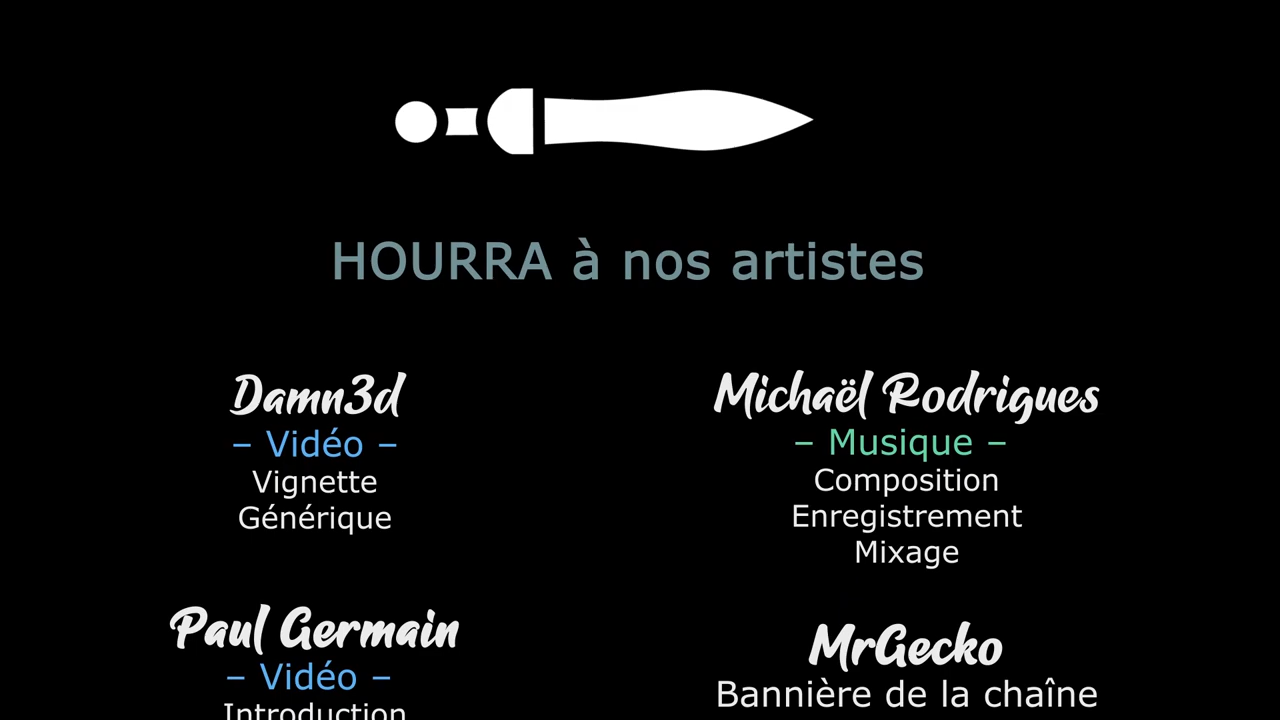 HOURRA à nos artistes
Damn3d
– Vidéo –
Vignette
Générique
Michaël Rodrigues
– Musique –
Composition
Enregistrement
Mixage
Paul Germain
– Vidéo –
Introduction
MrGecko
Bannière de la chaîne